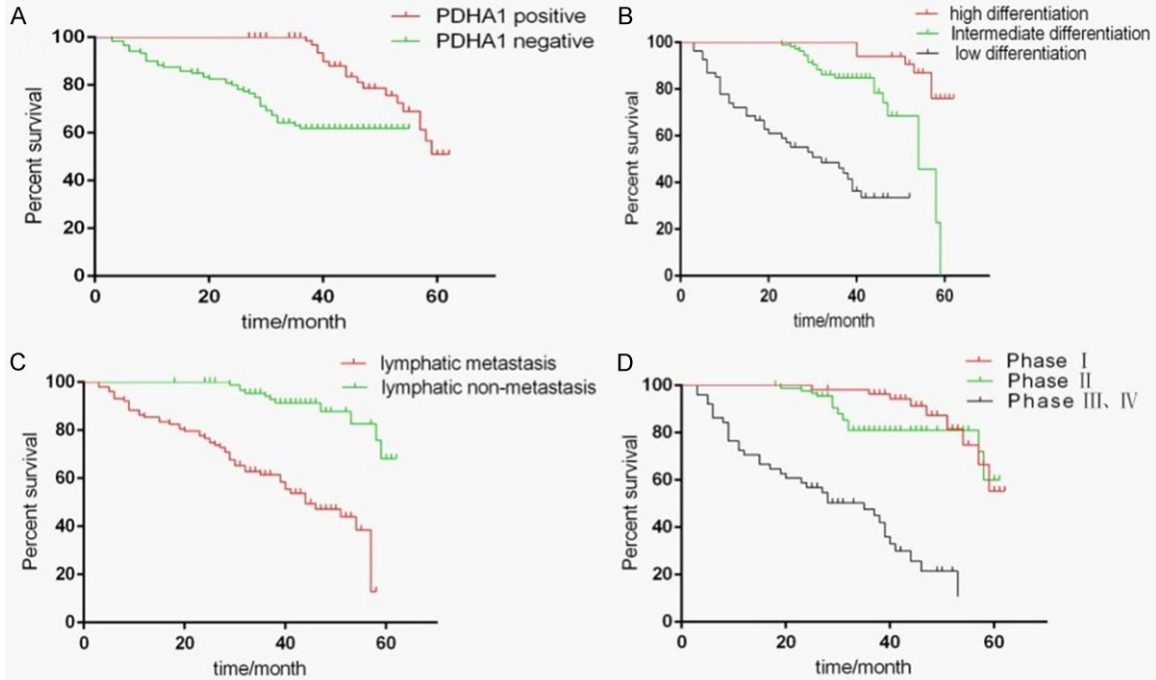 A
PDHA1 positive
PDHA1 negative
100
80
60
40
20
0
0 20 40 60
Percent survival
time/month
B
high differentiation
Intermediate differentiation
low differentiation
100
80
60
40
20
0
0 20 40 60
Percent survival
time/month
C
lymphatic metastasis
lymphatic non-metastasis
100
80
60
40
20
0
0 20 40 60
Percent survival
time/month
D
Phase Ⅰ
Phase Ⅱ
Phase Ⅲ、Ⅳ
100
80
60
40
20
0
0 20 40 60
Percent survival
time/month